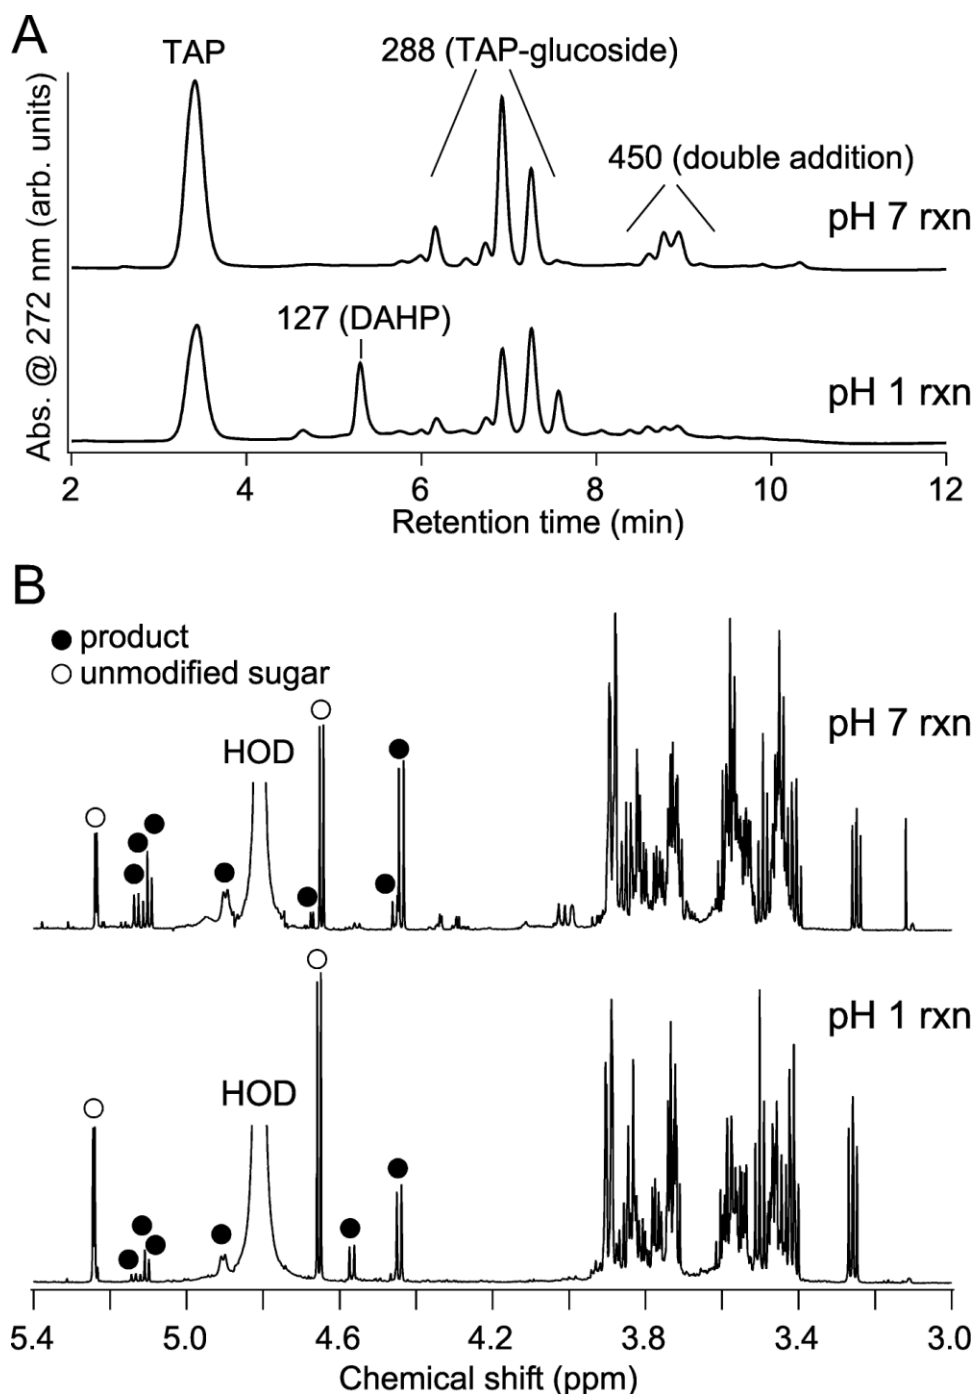 A
TAP
288 (TAP-glucoside)
450 (double addition)
pH 7 rxn
127 (DAHP)
pH 1 rxn
Abs. @ 272 nm (arb. units)
2 4 6 8 10 12
Retention time (min)
B
product
unmodified sugar
pH 7 rxn
HOD
pH 1 rxn
HOD
5.4 5.0 4.6 4.2 3.8 3.4 3.0
Chemical shift (ppm)